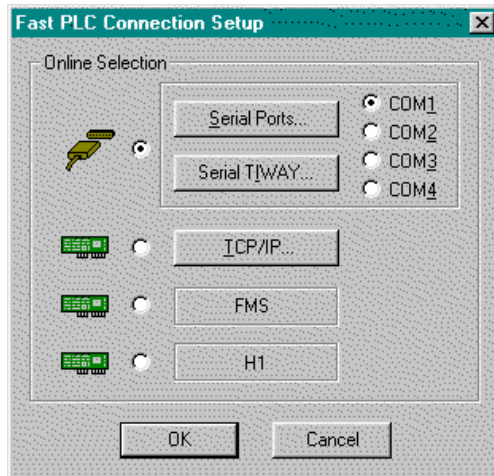 Fast PLC Connection Setup
Online Selection
Serial Ports...
Serial TIWAY...
COM1
COM2
COM3
COM4
TCP/IP...
FMS
H1
OK
Cancel